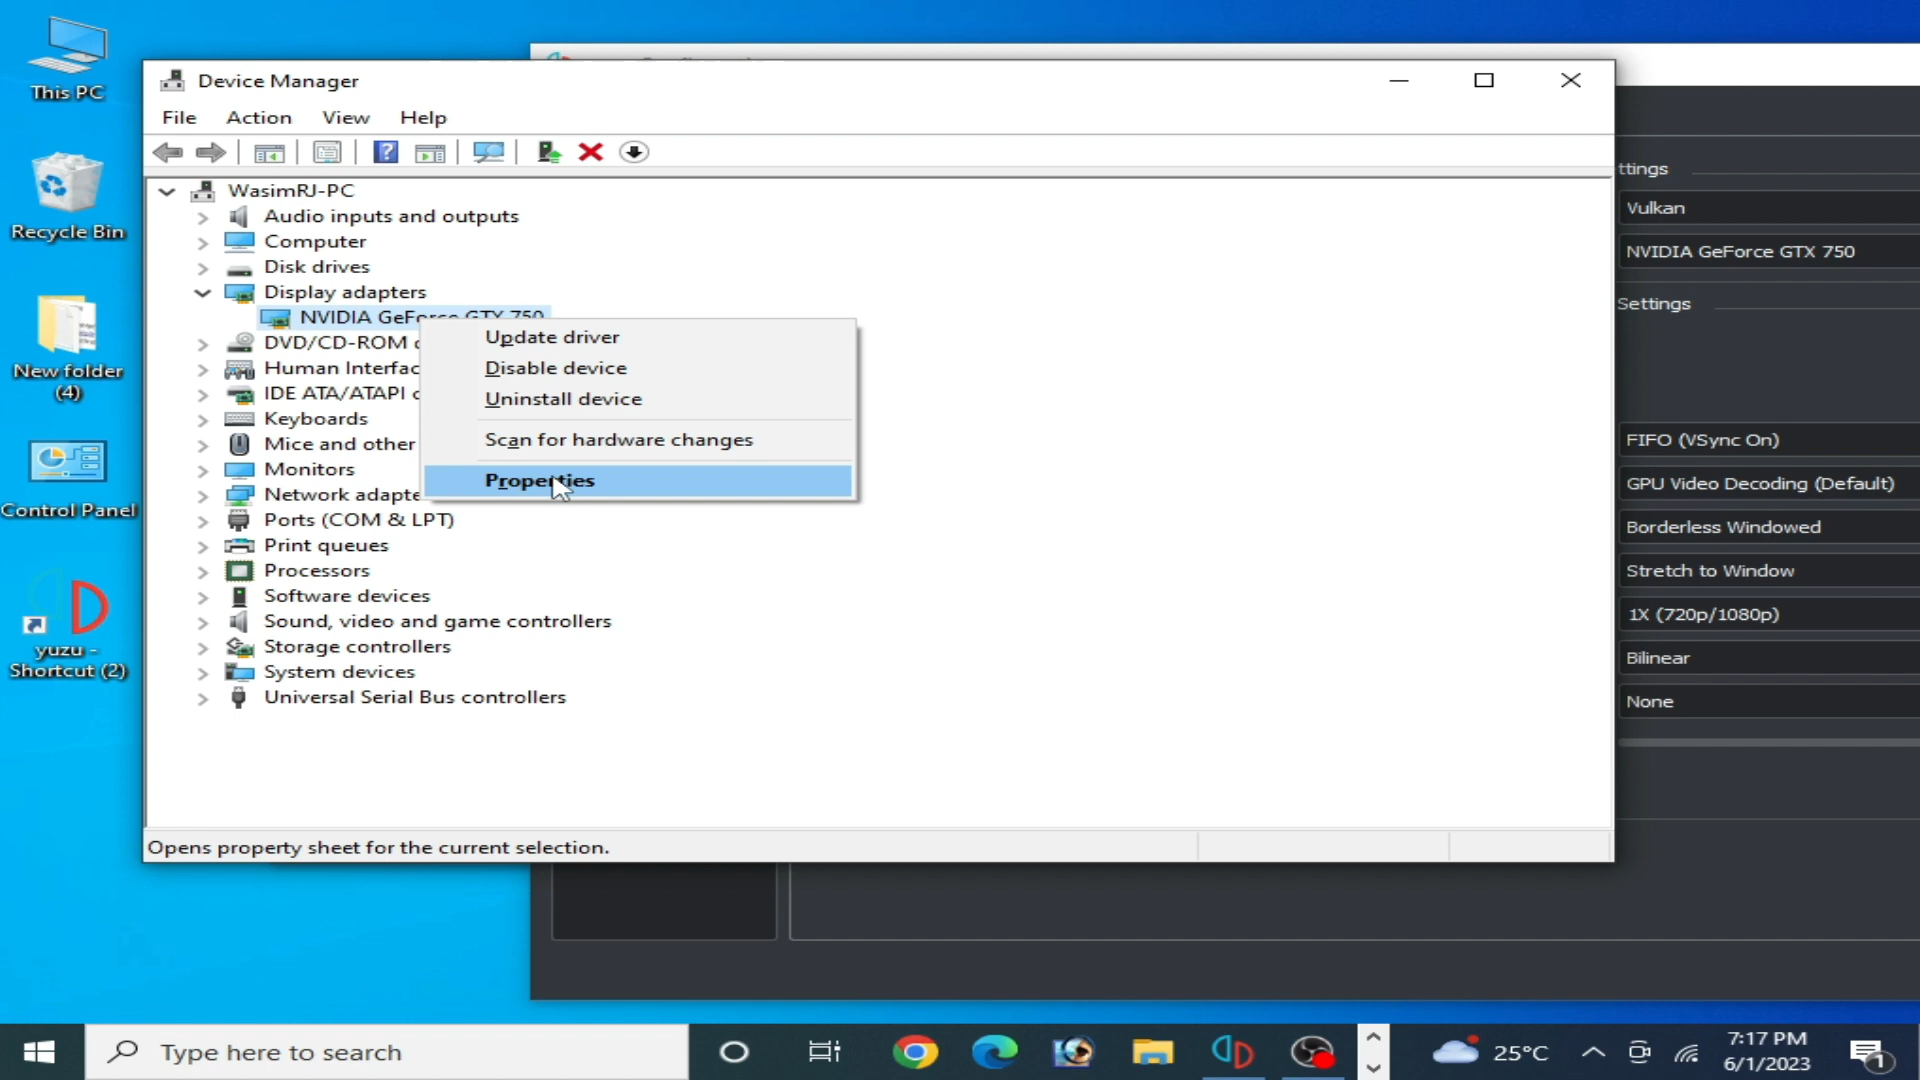 This PC
Recycle Bin
New folder
(4)
Control Panel
yuzu -
Shortcut (2)
Device Manager
File Action View Help
WasimRJ-PC
Audio inputs and outputs
Computer
Disk drives
Display adapters
NVIDIA GeForce GTX 750
DVD/CD-ROM
Human
IDE ATA/ATAPI
Keyboards
Mice and other
Monitors
Network
Ports (COM & LPT)
Print queues
Processors
Software devices
Sound, video and game controllers
Storage controllers
System devices
Universal Serial Bus controllers
Update driver
Disable device
Uninstall device
Scan for hardware changes
Properties
Opens property sheet for the current selection.
ttings
Vulkan
NVIDIA GeForce GTX 750
Settings
FIFO (VSync On)
GPU Video Decoding (Default)
Borderless Windowed
Stretch to Window
1X (720p/1080p)
Bilinear
None
Type here to search
25°C
7:17 PM
6/1/2023
1